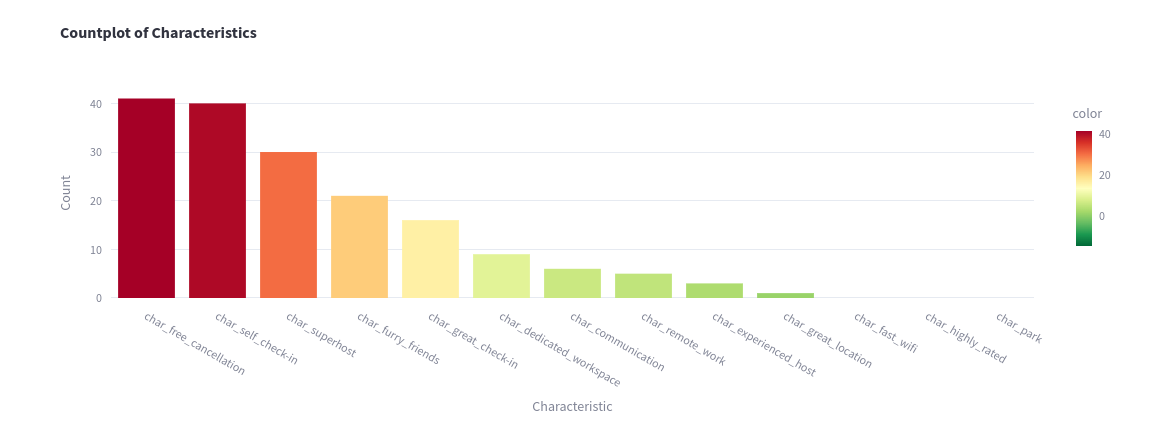 Countplot of Characteristics
color
40
30
20
10
0
Count
40
20
0
char_free_cancellation
char_self_check-in
char_superhost
char_furry_friends
char_great_check-in
char_dedicated_workspace
char_communication
char_remote_work
char_experienced_host
char_great_location
char_fast_wifi
char_highly_rated
char_park
Characteristic